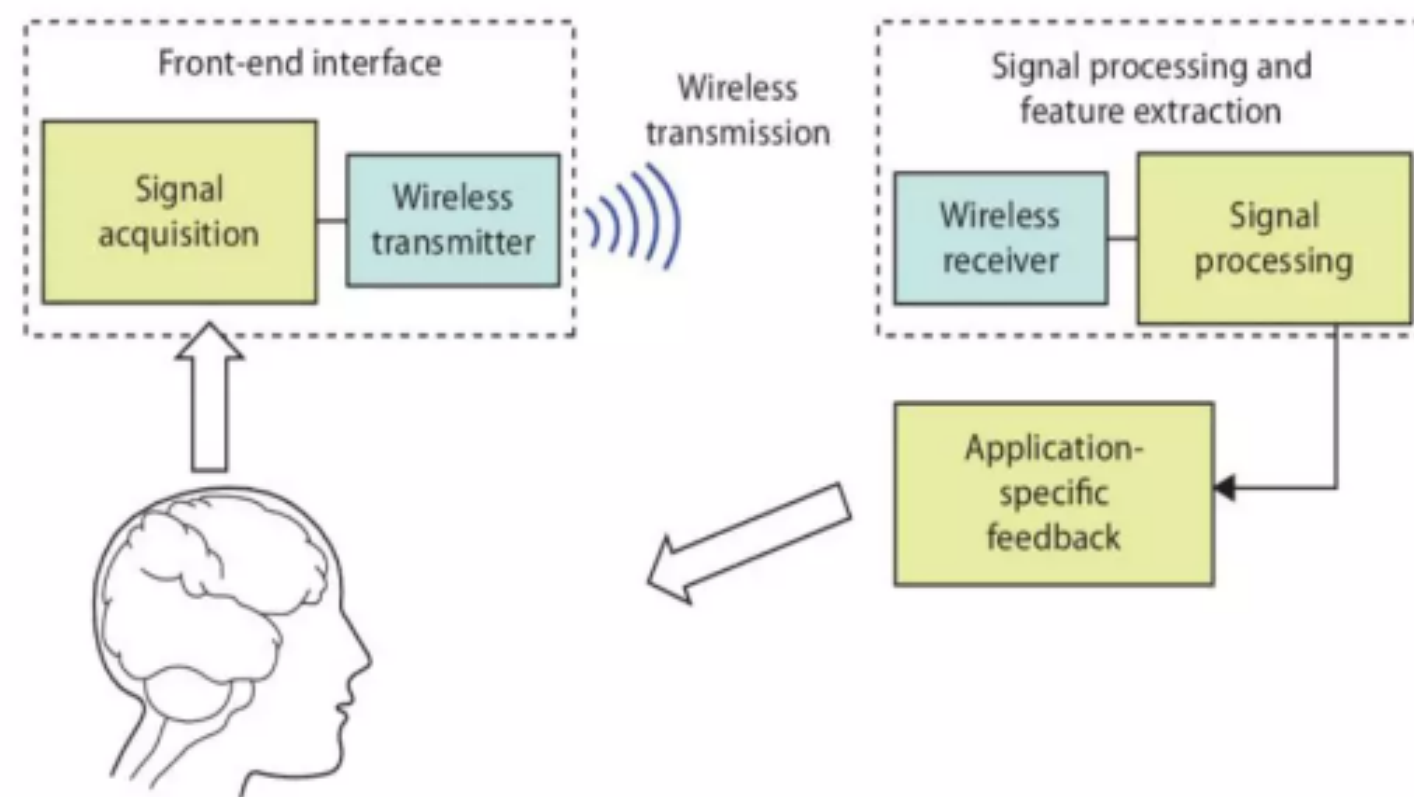 Front-end interface
Signal
acquisition
Wireless
transmitter
Wireless
transmission
Signal processing and
feature extraction
Wireless
receiver
Signal
processing
Application-
specific
feedback